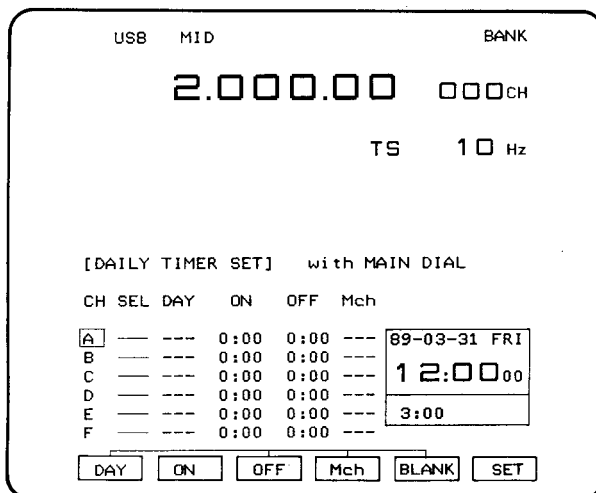 USB MID BANK
2.000.00 000CH
TS 10 Hz
[DAILY TIMER SET] with MAIN DIAL
CH SEL DAY ON OFF Mch
A —— --- 0:00 0:00 ---
B —— --- 0:00 0:00 ---
C —— --- 0:00 0:00 ---
D —— --- 0:00 0:00 ---
E —— --- 0:00 0:00 ---
F —— --- 0:00 0:00 ---
89-03-31 FRI
12:00 00
3:00
DAY ON OFF Mch BLANK SET